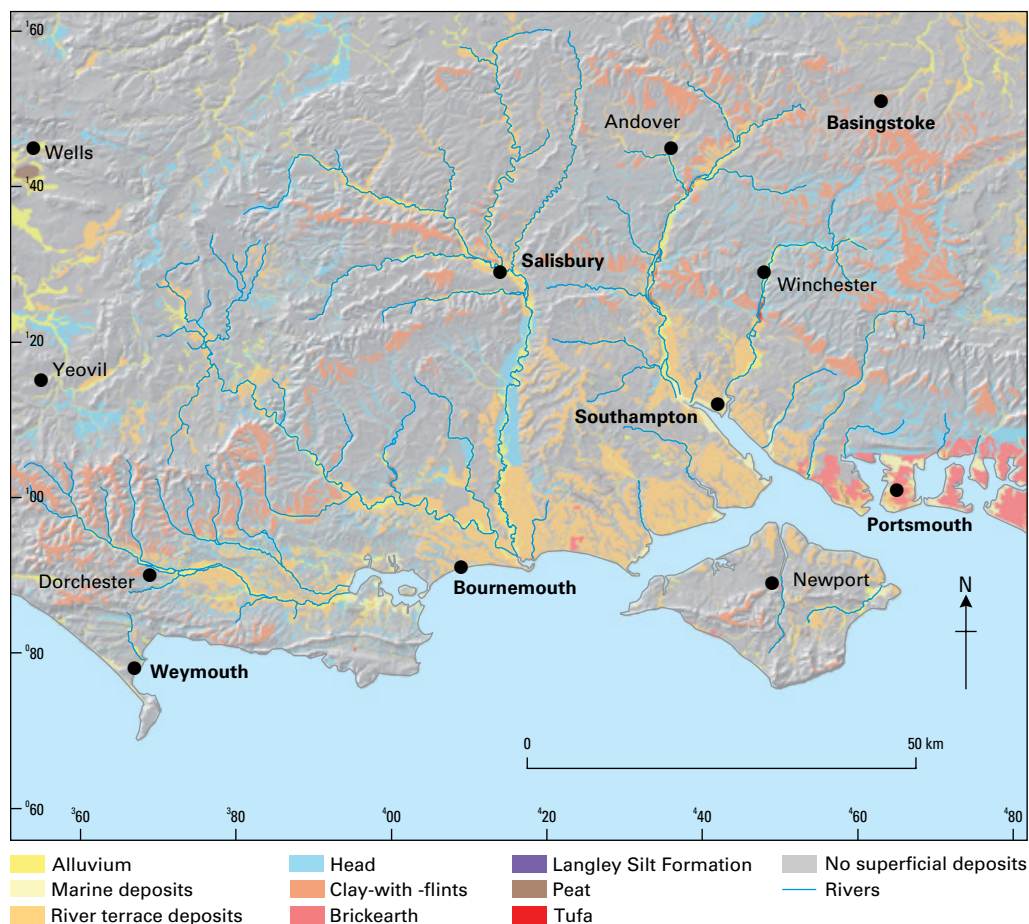 ¹60
Andover
Basingstoke
Wells
¹40
Salisbury
Winchester
¹20
Yeovil
Southampton
¹00
Portsmouth
Dorchester
Bournemouth
Newport
N
⁰80
Weymouth
0 50 km
⁰60
³60 ³80 ⁴00 ⁴20 ⁴40 ⁴60 ⁴80
Alluvium Head Langley Silt Formation No superficial deposits
Marine deposits Clay-with -flints Peat Rivers
River terrace deposits Brickearth Tufa